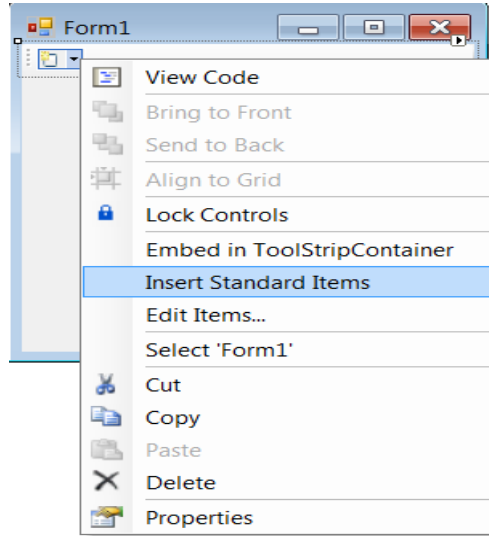 Form1
View Code
Bring to Front
Send to Back
Align to Grid
Lock Controls
Embed in ToolStripContainer
Insert Standard Items
Edit Items...
Select 'Form1'
Cut
Copy
Paste
Delete
Properties